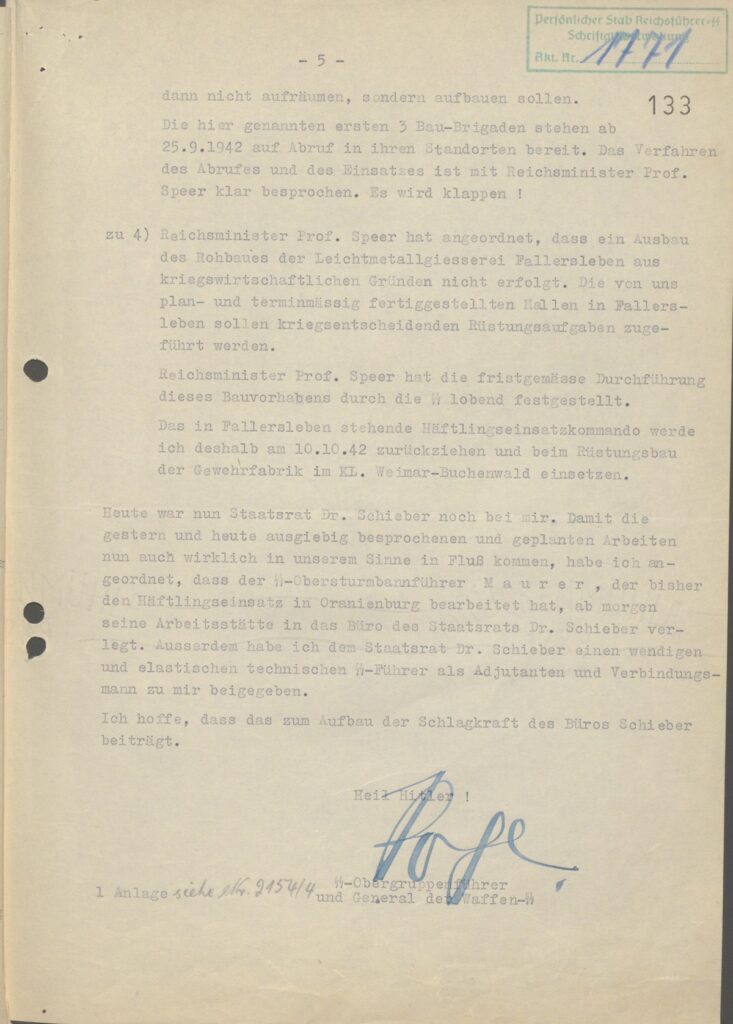 Persönlicher Stab Reichsführer-SS
Schriftgutverwaltung
Akt. Nr. 1771
- 5 -
133
dann nicht aufräumen, sondern aufbauen sollen.
Die hier genannten ersten 3 Bau-Brigaden stehen ab
25.9.1942 auf Abruf in ihren Standorten bereit. Das Verfahren
des Abrufes und des Einsatzes ist mit Reichsminister Prof.
Speer klar besprochen. Es wird klappen !
zu 4) Reichsminister Prof. Speer hat angeordnet, dass ein Ausbau
des Rohbaues der Leichtmetallgiesserei Fallersleben aus
kriegswirtschaftlichen Gründen nicht erfolgt. Die von uns
plan- und terminmässig fertiggestellten Hallen in Fallers-
leben sollen kriegsentscheidenden Rüstungsaufgaben zuge-
führt werden.
Reichsminister Prof. Speer hat die fristgemässe Durchführung
dieses Bauvorhabens durch die SS lobend festgestellt.
Das in Fallersleben stehende Häftlingseinsatzkommando werde
ich deshalb am 10.10.42 zurückziehen und beim Rüstungsbau
der Gewehrfabrik im KL. Weimar-Buchenwald einsetzen.
Heute war nun Staatsrat Dr. Schieber noch bei mir. Damit die
gestern und heute ausgiebig besprochenen und geplanten Arbeiten
nun auch wirklich in unserem Sinne in Fluß kommen, habe ich an-
geordnet, dass der SS-Obersturmbannführer M a u r e r , der bisher
den Häftlingseinsatz in Oranienburg bearbeitet hat, ab morgen
seine Arbeitsstätte in das Büro des Staatsrats Dr. Schieber ver-
legt. Ausserdem habe ich dem Staatsrat Dr. Schieber einen wendigen
und elastischen technischen SS-Führer als Adjutanten und Verbindungs-
mann zu mir beigegeben.
Ich hoffe, dass das zum Aufbau der Schlagkraft des Büros Schieber
beiträgt.
Heil Hitler !
SS-Obergruppenführer
und General der Waffen-SS
1 Anlage siehe Nr. 2154/4